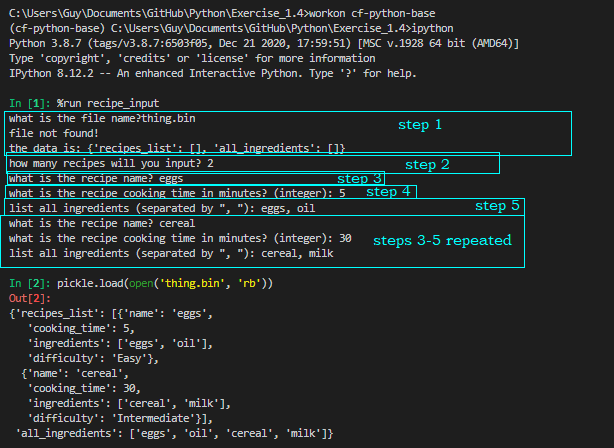 C:\Users\Guy\Documents\GitHub\Python\Exercise_1.4>workon cf-python-base
(cf-python-base) C:\Users\Guy\Documents\GitHub\Python\Exercise_1.4>ipython
Python 3.8.7 (tags/v3.8.7:6503f05, Dec 21 2020, 17:59:51) [MSC v.1928 64 bit (AMD64)]
Type 'copyright', 'credits' or 'license' for more information
IPython 8.12.2 -- An enhanced Interactive Python. Type '?' for help.
In [1]: %run recipe_input
what is the file name?thing.bin
step 1
file not found!
the data is: {'recipes_list': [], 'all_ingredients': []}
how many recipes will you input? 2
step 2
what is the recipe name? eggs
step 3
what is the recipe cooking time in minutes? (integer): 5
step 4
list all ingredients (separated by ", "): eggs, oil
step 5
what is the recipe name? cereal
what is the recipe cooking time in minutes? (integer): 30
steps 3-5 repeated
list all ingredients (separated by ", "): cereal, milk
In [2]: pickle.load(open('thing.bin', 'rb'))
Out[2]:
{'recipes_list': [{'name': 'eggs',
'cooking_time': 5,
'ingredients': ['eggs', 'oil'],
'difficulty': 'Easy'},
{'name': 'cereal',
'cooking_time': 30,
'ingredients': ['cereal', 'milk'],
'difficulty': 'Intermediate'}],
'all_ingredients': ['eggs', 'oil', 'cereal', 'milk']}